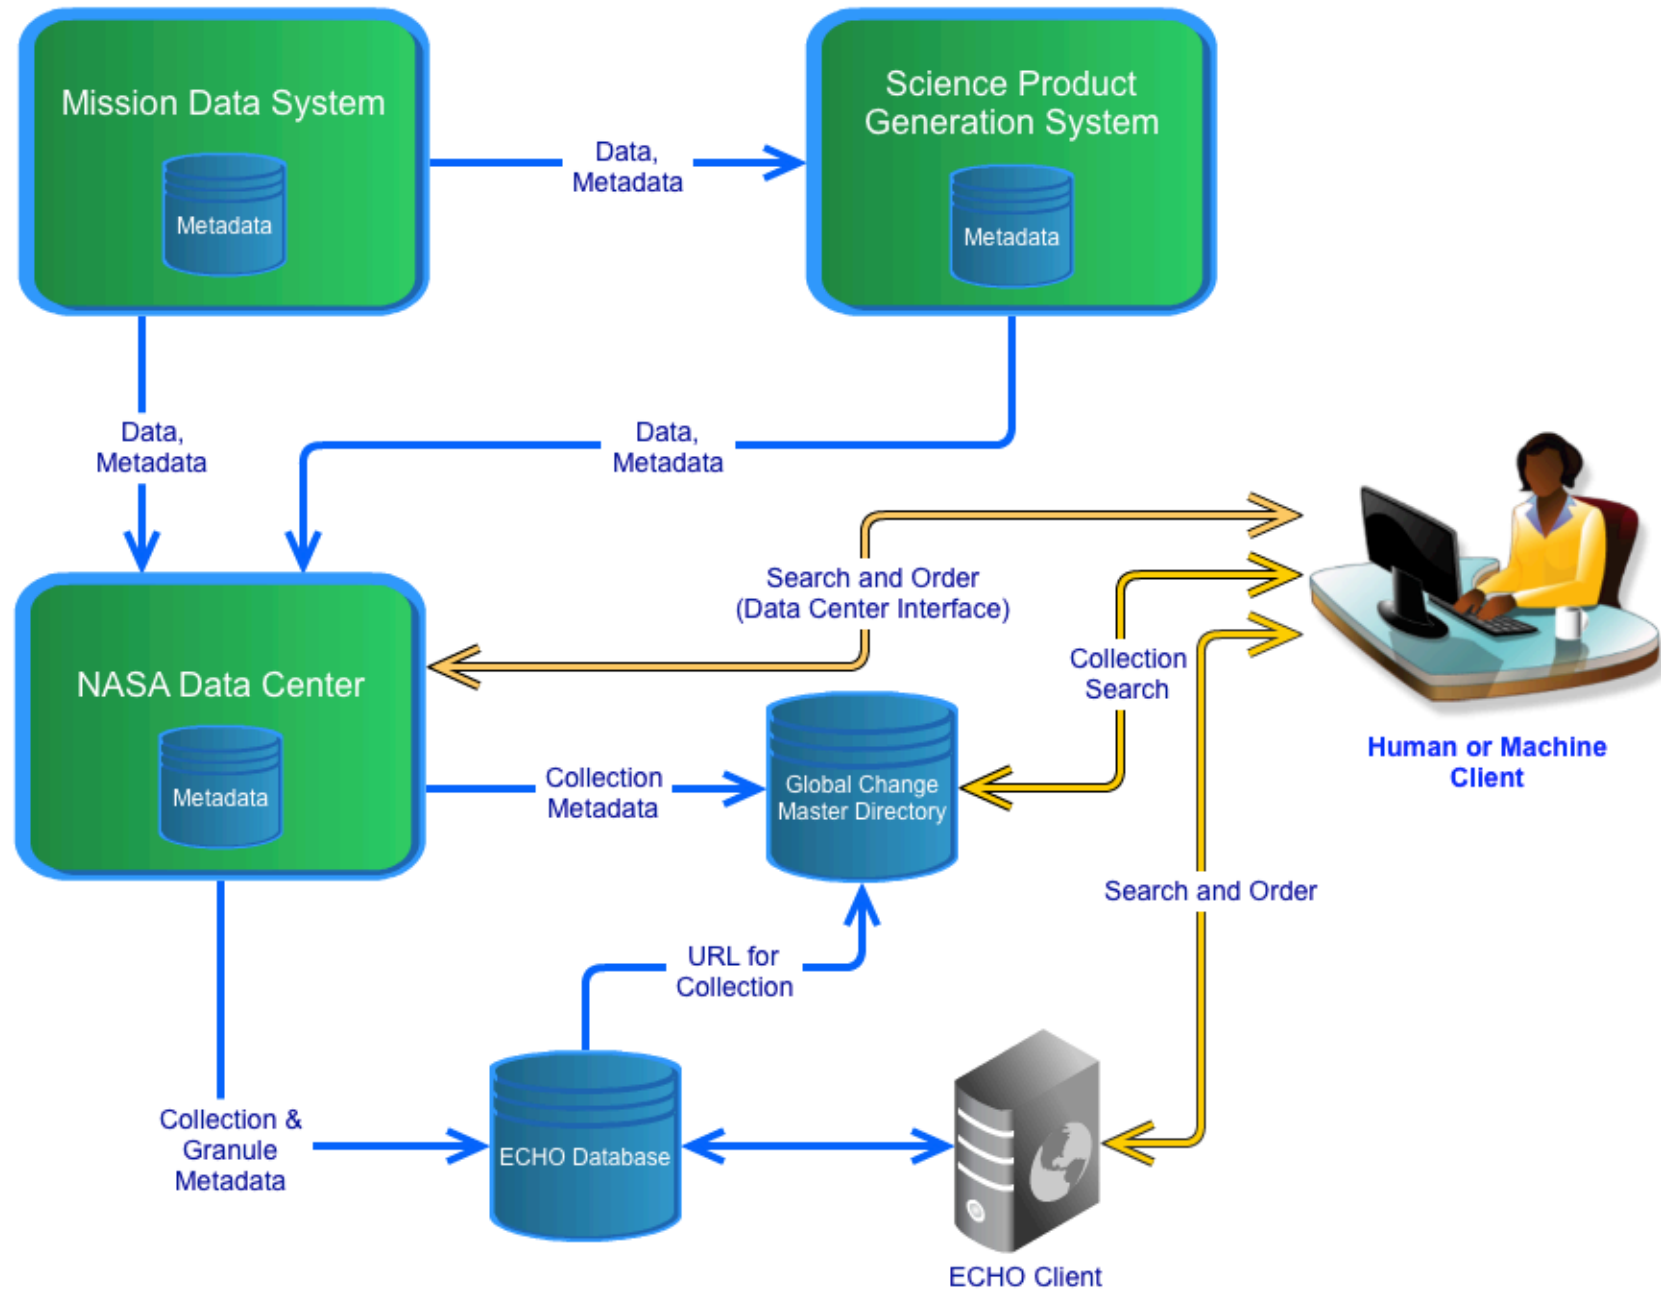 Mission Data System
Metadata
Data,
Metadata
Science Product
Generation System
Metadata
Data,
Metadata
Data,
Metadata
Search and Order
(Data Center Interface)
Collection
Search
Human or Machine
Client
NASA Data Center
Metadata
Collection
Metadata
Global Change
Master Directory
Search and Order
URL for
Collection
Collection &
Granule
Metadata
ECHO Database
ECHO Client